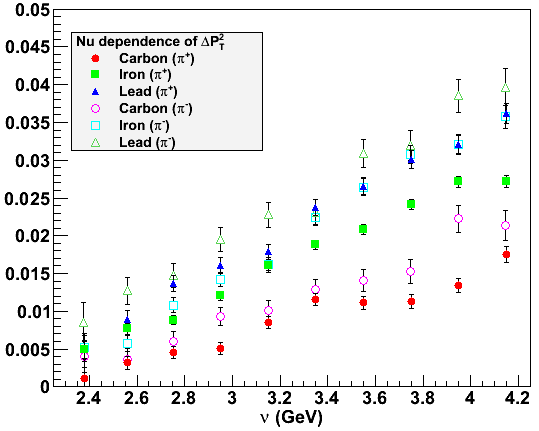 0.05
0.045
0.04
0.035
0.03
0.025
0.02
0.015
0.01
0.005
0
Nu dependence of ΔP²_T
Carbon (π⁺)
Iron (π⁺)
Lead (π⁺)
Carbon (π⁻)
Iron (π⁻)
Lead (π⁻)
2.4 2.6 2.8 3 3.2 3.4 3.6 3.8 4 4.2
ν (GeV)